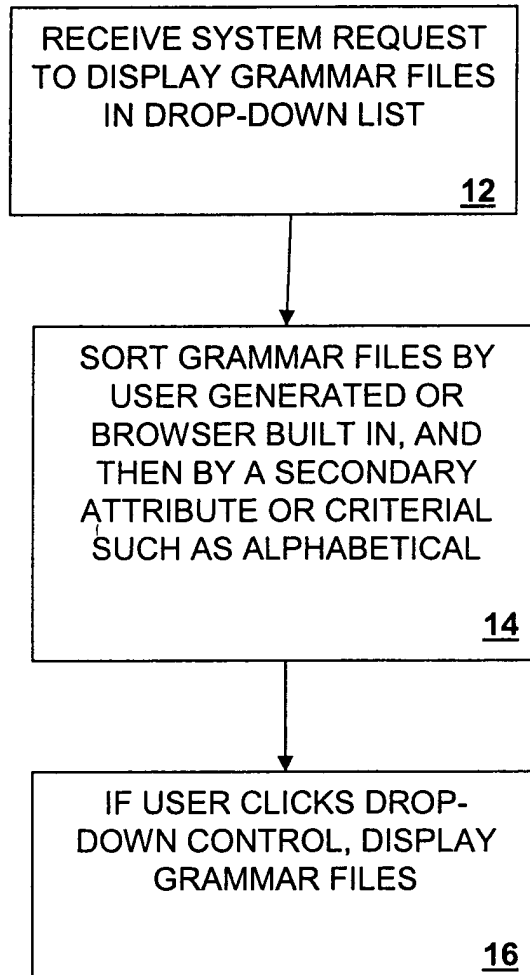 RECEIVE SYSTEM REQUEST
TO DISPLAY GRAMMAR FILES
IN DROP-DOWN LIST
12
SORT GRAMMAR FILES BY
USER GENERATED OR
BROWSER BUILT IN, AND
THEN BY A SECONDARY
ATTRIBUTE OR CRITERIAL
SUCH AS ALPHABETICAL
14
IF USER CLICKS DROP-
DOWN CONTROL, DISPLAY
GRAMMAR FILES
16